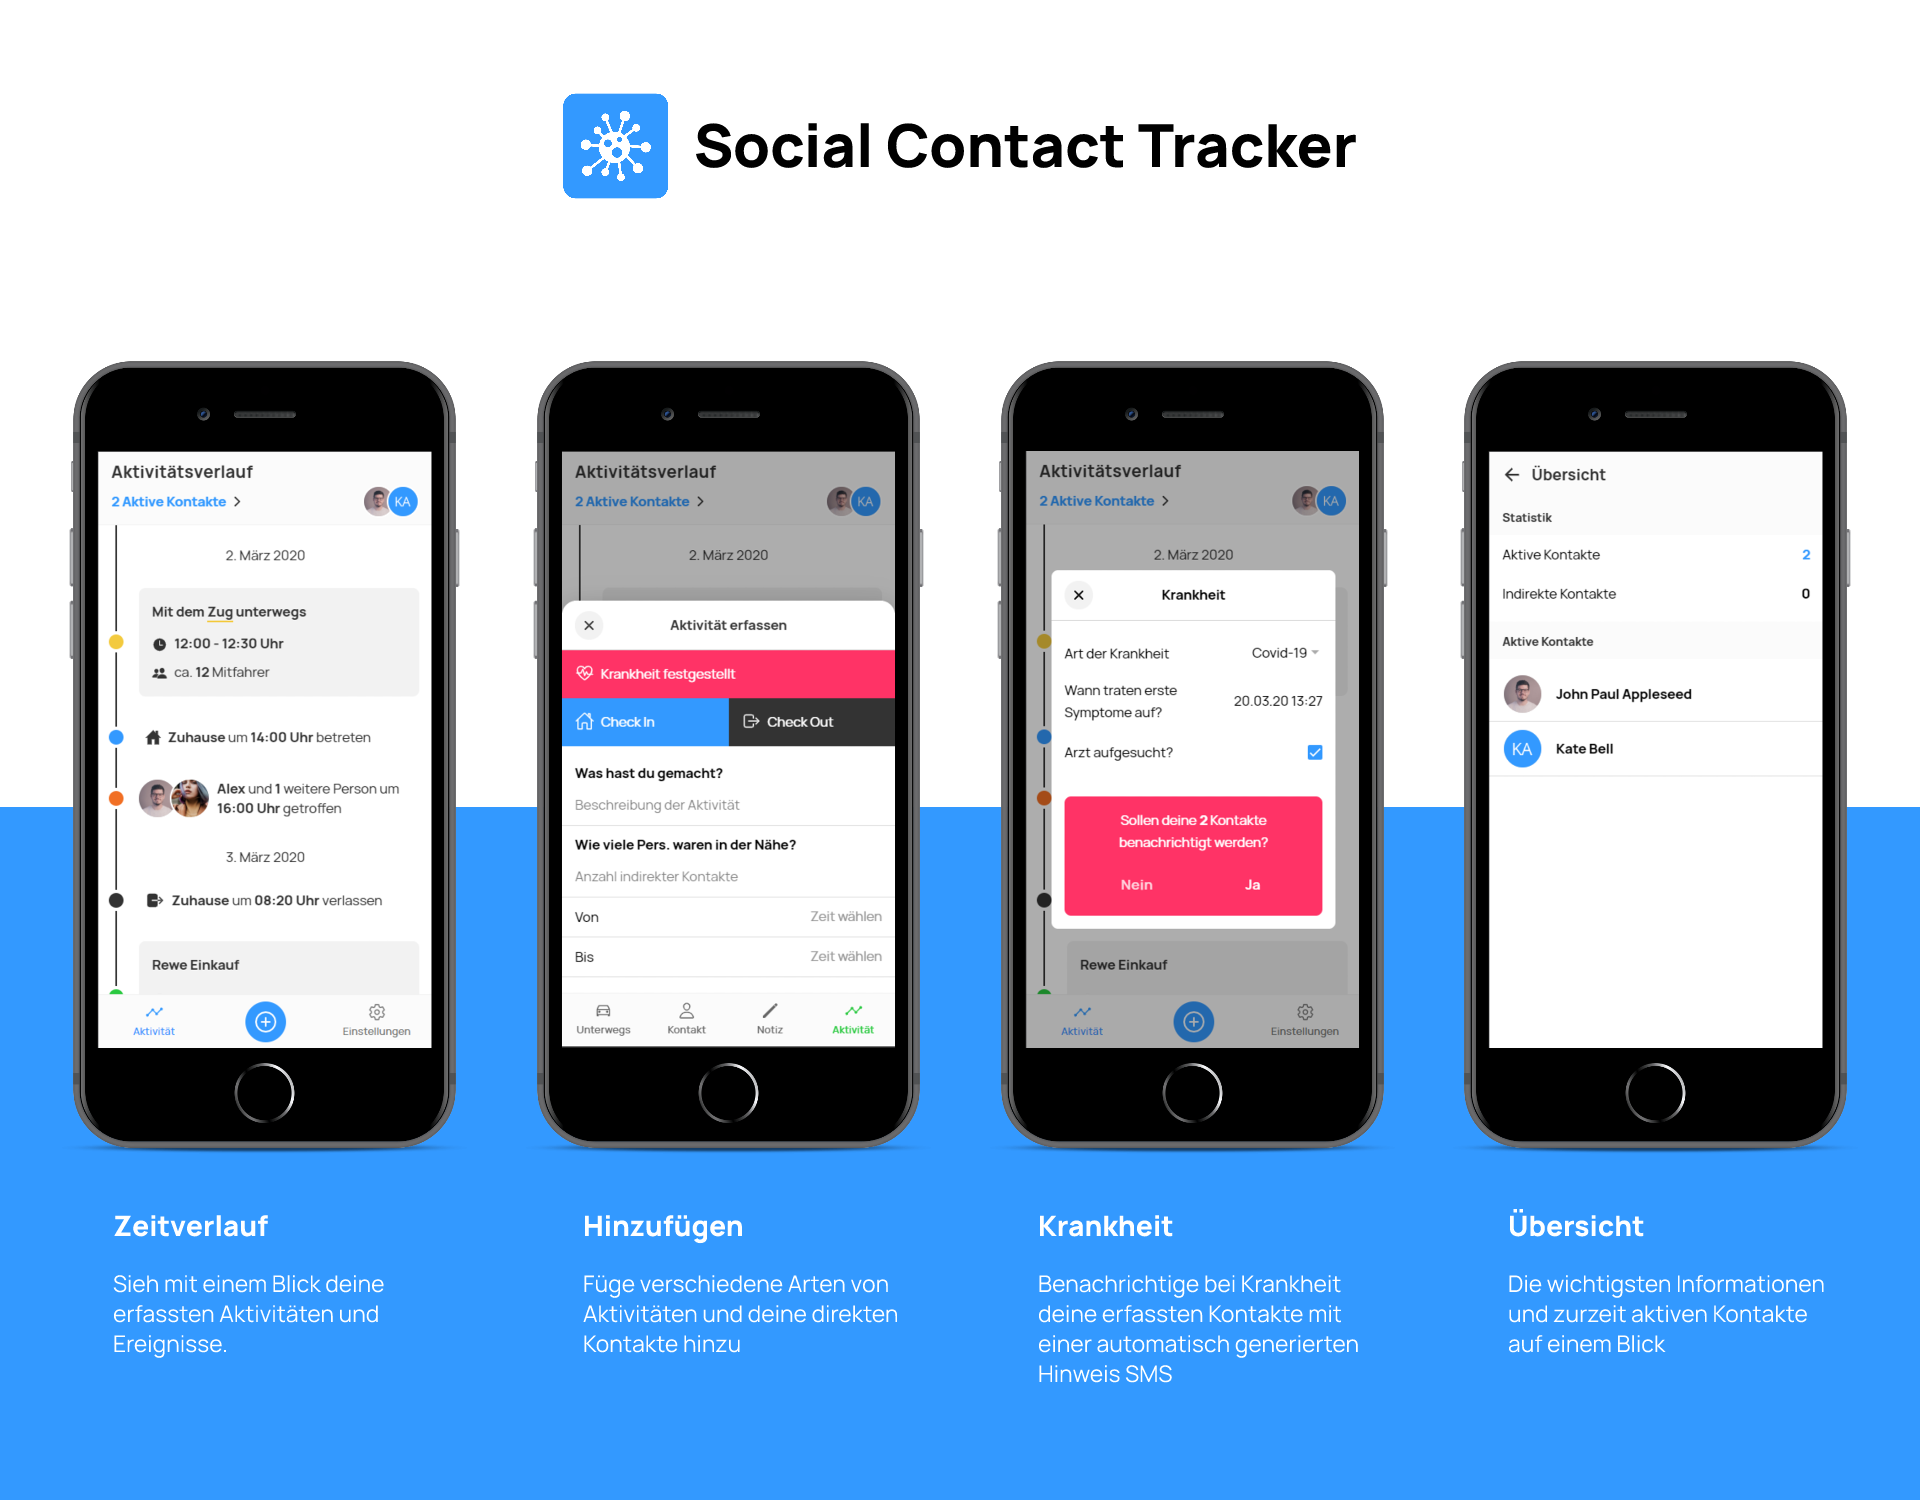 Social Contact Tracker
Aktivitätsverlauf
2 Aktive Kontakte
KA
2. März 2020
Mit dem Zug unterwegs
12:00 - 12:30 Uhr
ca. 12 Mitfahrer
Zuhause um 14:00 Uhr betreten
Alex und 1 weitere Person um
16:00 Uhr getroffen
3. März 2020
Zuhause um 08:20 Uhr verlassen
Rewe Einkauf
Aktivität
Einstellungen
Aktivitätsverlauf
2 Aktive Kontakte
KA
2. März 2020
Aktivität erfassen
Krankheit festgestellt
Check In
Check Out
Was hast du gemacht?
Beschreibung der Aktivität
Wie viele Pers. waren in der Nähe?
Anzahl indirekter Kontakte
Von
Zeit wählen
Bis
Zeit wählen
Unterwegs
Kontakt
Notiz
Aktivität
Aktivitätsverlauf
2 Aktive Kontakte
KA
2. März 2020
Krankheit
Art der Krankheit
Covid-19
Wann traten erste
Symptome auf?
20.03.20 13:27
Arzt aufgesucht?
Sollen deine 2 Kontakte
benachrichtigt werden?
Nein
Ja
Rewe Einkauf
Aktivität
Einstellungen
Übersicht
Statistik
Aktive Kontakte
2
Indirekte Kontakte
0
Aktive Kontakte
John Paul Appleseed
KA
Kate Bell
Zeitverlauf
Sieh mit einem Blick deine
erfassten Aktivitäten und
Ereignisse.
Hinzufügen
Füge verschiedene Arten von
Aktivitäten und deine direkten
Kontakte hinzu
Krankheit
Benachrichtige bei Krankheit
deine erfassten Kontakte mit
einer automatisch generierten
Hinweis SMS
Übersicht
Die wichtigsten Informationen
und zurzeit aktiven Kontakte
auf einem Blick